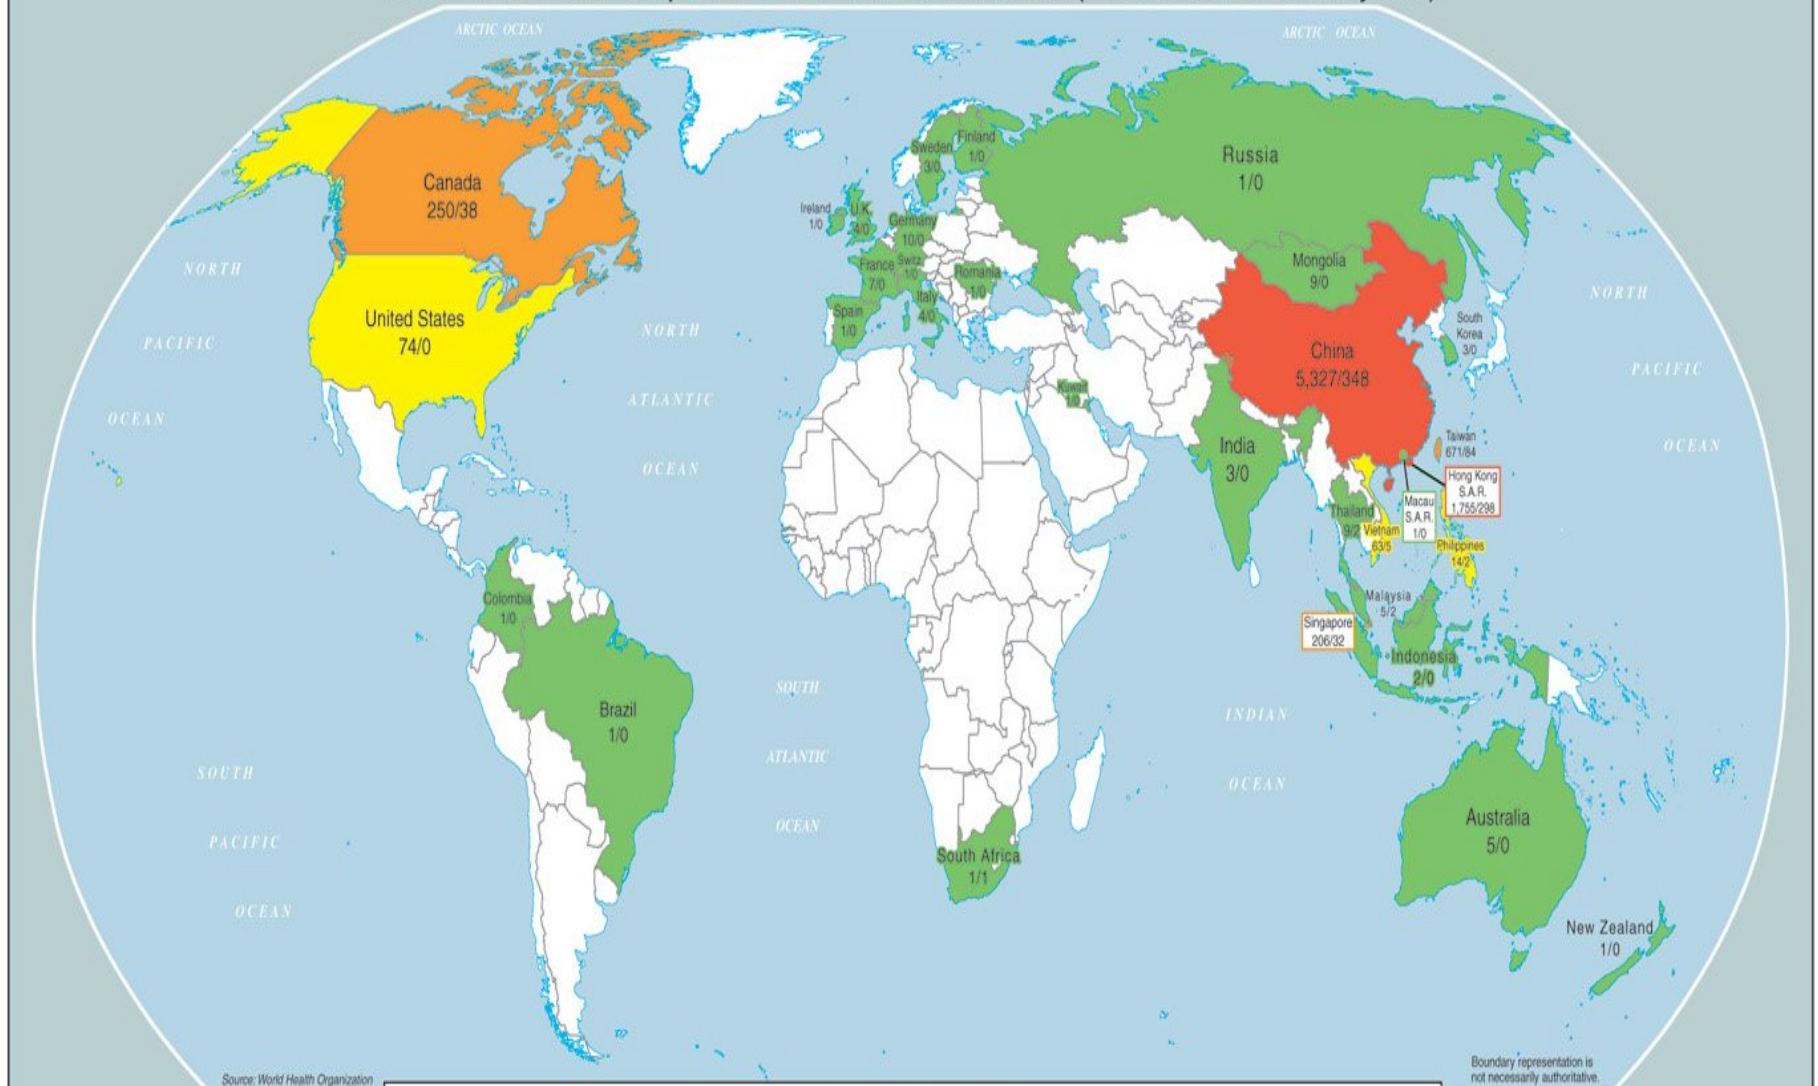 ARCTIC OCEAN
ARCTIC OCEAN
Canada
250/38
United States
74/0
NORTH
PACIFIC
OCEAN
NORTH
ATLANTIC
OCEAN
Sweden
3/0
Finland
1/0
Russia
1/0
Ireland
1/0
U.K.
4/0
Germany
10/0
France
7/0
Switz.
1/0
Romania
1/0
Italy
4/0
Spain
1/0
Mongolia
9/0
China
5,327/348
South
Korea
3/0
NORTH
PACIFIC
OCEAN
Kuwait
1/0
India
3/0
Taiwan
671/84
Hong Kong
S.A.R.
1,755/298
Macau
S.A.R.
1/0
Thailand
9/2
Vietnam
63/5
Philippines
14/2
Malaysia
5/2
Singapore
206/32
Indonesia
2/0
Colombia
1/0
Brazil
1/0
SOUTH
ATLANTIC
OCEAN
INDIAN
OCEAN
SOUTH
PACIFIC
OCEAN
South Africa
1/1
Australia
5/0
New Zealand
1/0
Source: World Health Organization
Boundary representation is
not necessarily authoritative.